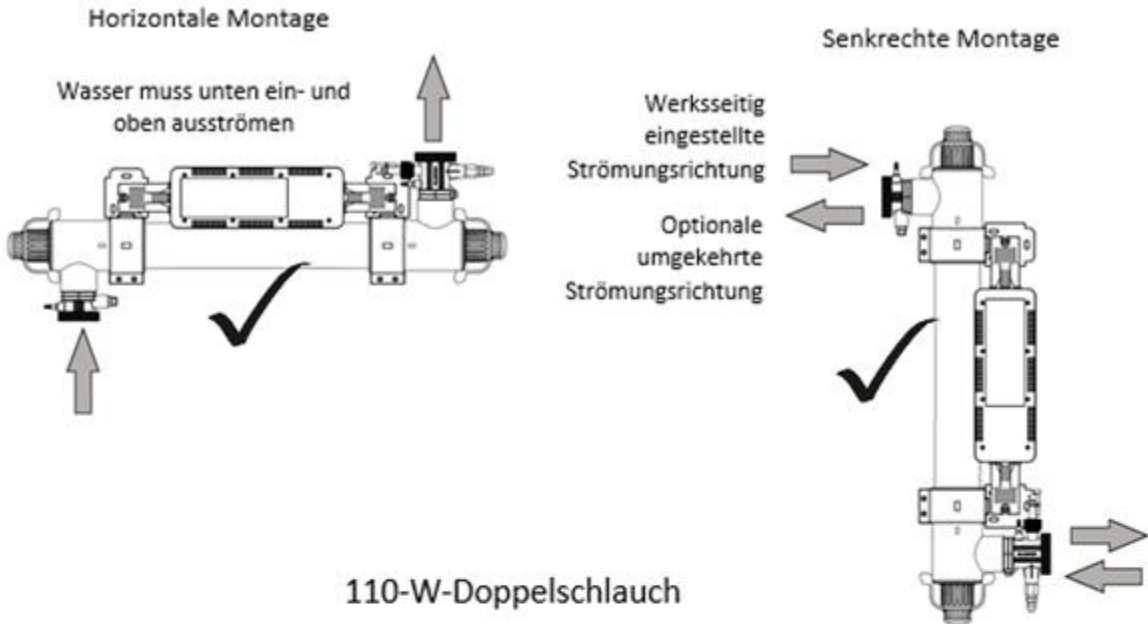 Horizontale Montage
Wasser muss unten ein- und
oben ausströmen
Senkrechte Montage
Werksseitig
eingestellte
Strömungsrichtung
Optionale
umgekehrte
Strömungsrichtung
110-W-Doppelschlauch